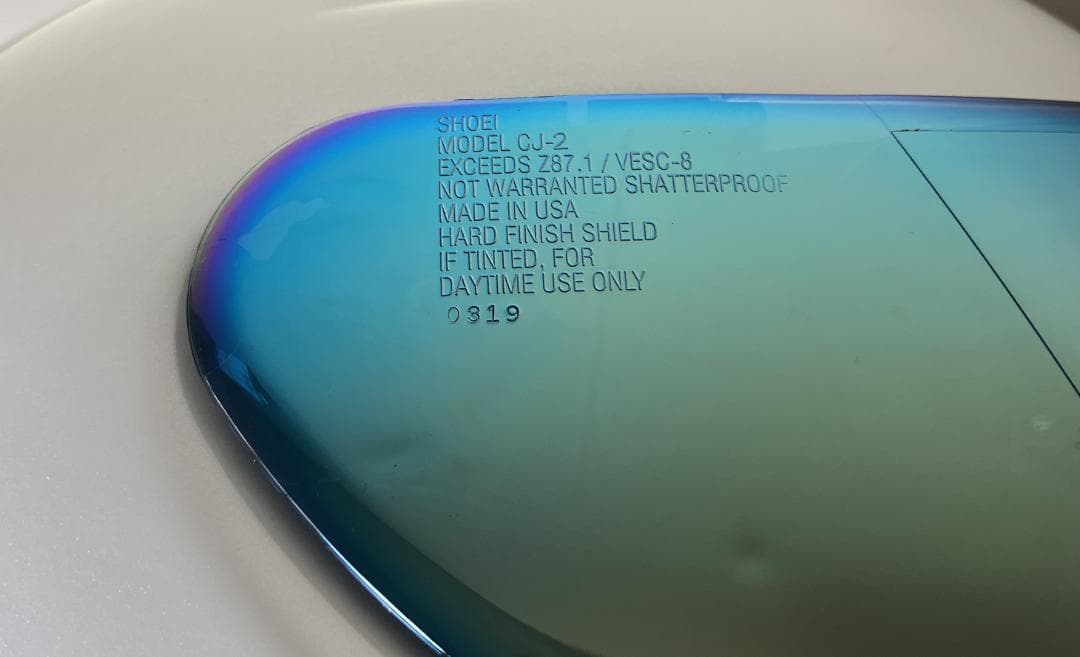 SHOEI
MODEL CJ-2
EXCEEDS Z87.1 / VESC-8
NOT WARRANTED SHATTERPROOF
MADE IN USA
HARD FINISH SHIELD
IF TINTED, FOR
DAYTIME USE ONLY
0319